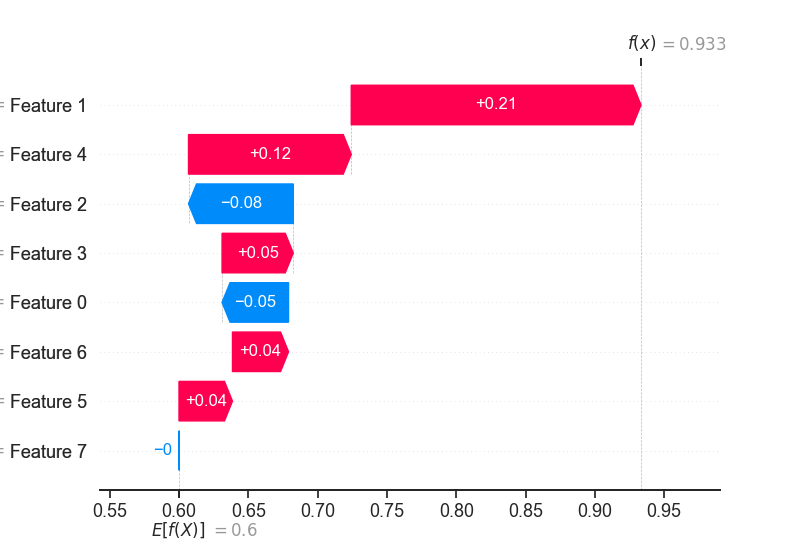 f(x) = 0.933
= Feature 1 +0.21
= Feature 4 +0.12
= Feature 2 −0.08
= Feature 3 +0.05
= Feature 0 −0.05
= Feature 6 +0.04
= Feature 5 +0.04
= Feature 7 −0
0.55 0.60 0.65 0.70 0.75 0.80 0.85 0.90 0.95
E[f(X)] = 0.6